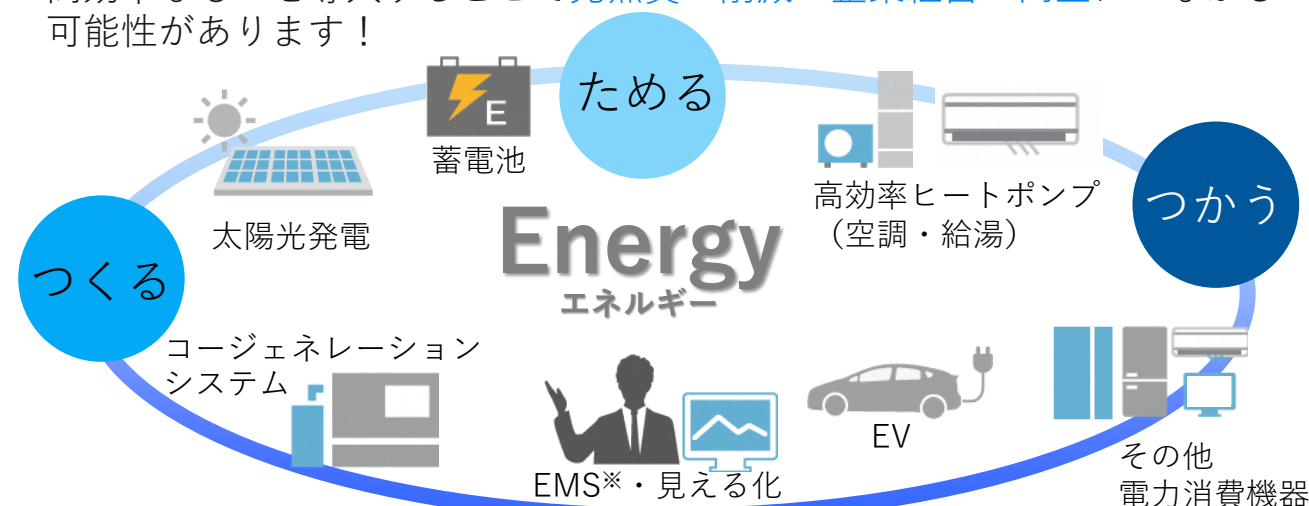 可能性があります！
ためる
E
蓄電池
太陽光発電
高効率ヒートポンプ
（空調・給湯）
つかう
つくる
Energy
エネルギー
コージェネレーション
システム
EMS※・見える化
EV
その他
電力消費機器